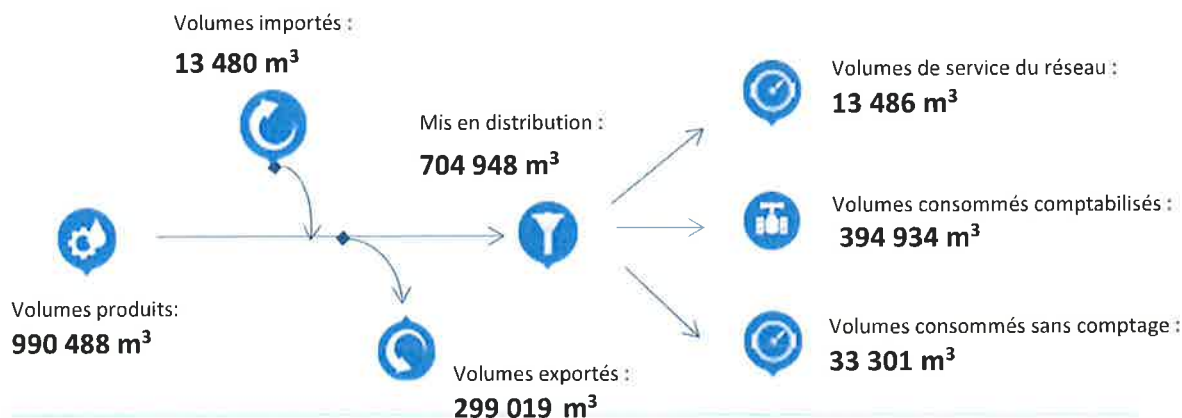 Volumes importés :
13 480 m³
Mis en distribution :
704 948 m³
Volumes produits:
990 488 m³
Volumes exportés :
299 019 m³
Volumes de service du réseau :
13 486 m³
Volumes consommés comptabilisés :
394 934 m³
Volumes consommés sans comptage :
33 301 m³